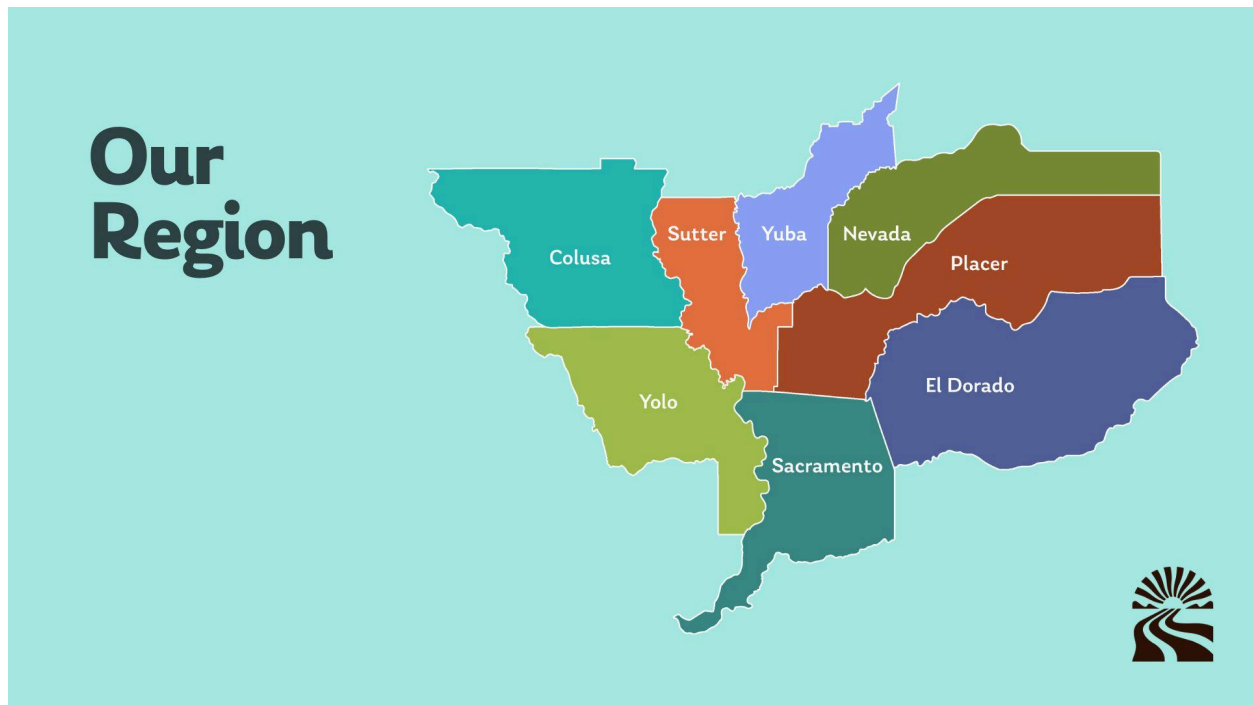 Our
Region
Colusa
Sutter
Yuba
Nevada
Placer
Yolo
El Dorado
Sacramento